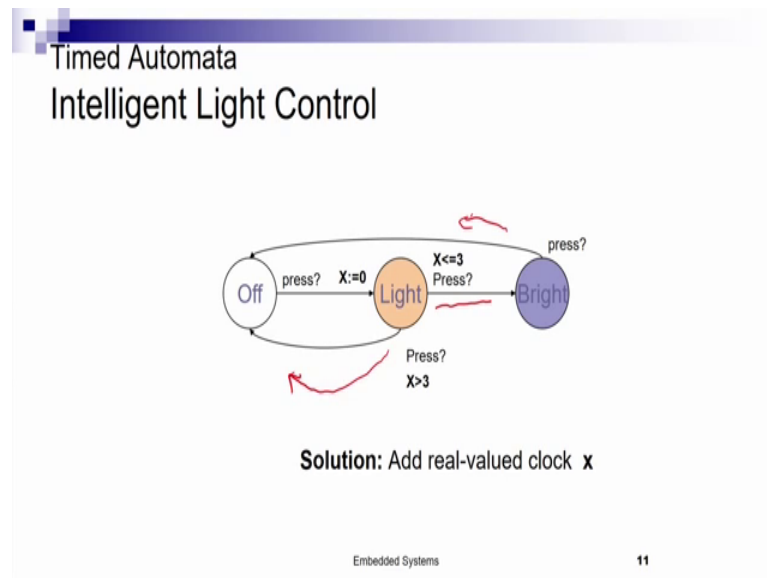 Timed Automata
Intelligent Light Control
press?
X<=3
Off press? X:=0 Light Press? Bright
Press?
X>3
Solution: Add real-valued clock x
Embedded Systems 11